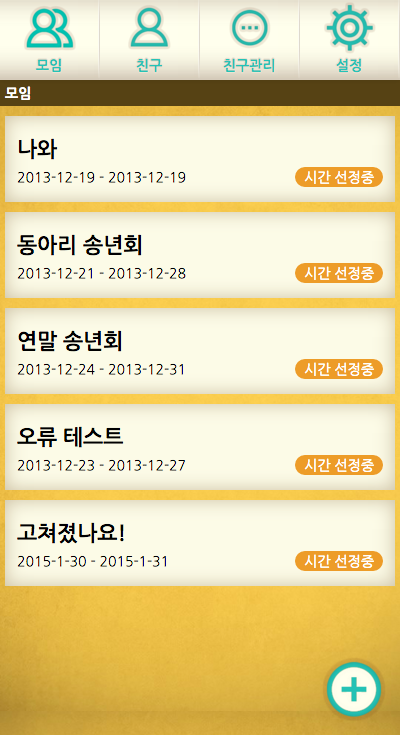 모임 친구 친구관리 설정
모임
나와
2013-12-19 - 2013-12-19 시간 선정중
동아리 송년회
2013-12-21 - 2013-12-28 시간 선정중
연말 송년회
2013-12-24 - 2013-12-31 시간 선정중
오류 테스트
2013-12-23 - 2013-12-27 시간 선정중
고쳐졌나요!
2015-1-30 - 2015-1-31 시간 선정중